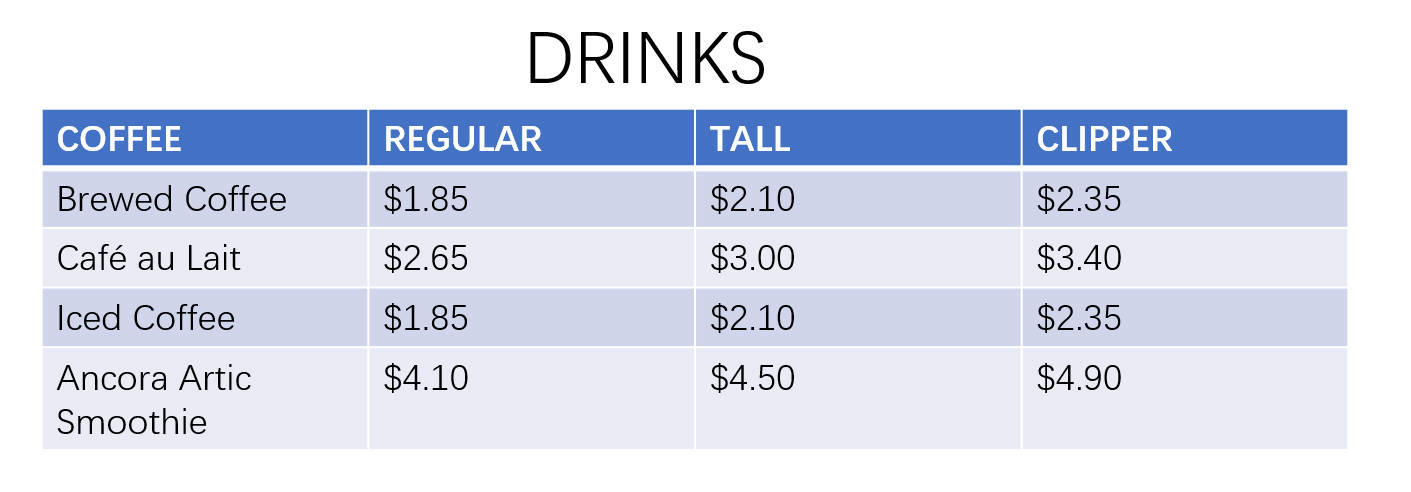 DRINKS
COFFEE REGULAR TALL CLIPPER
Brewed Coffee $1.85 $2.10 $2.35
Café au Lait $2.65 $3.00 $3.40
Iced Coffee $1.85 $2.10 $2.35
Ancora Artic $4.10 $4.50 $4.90
Smoothie